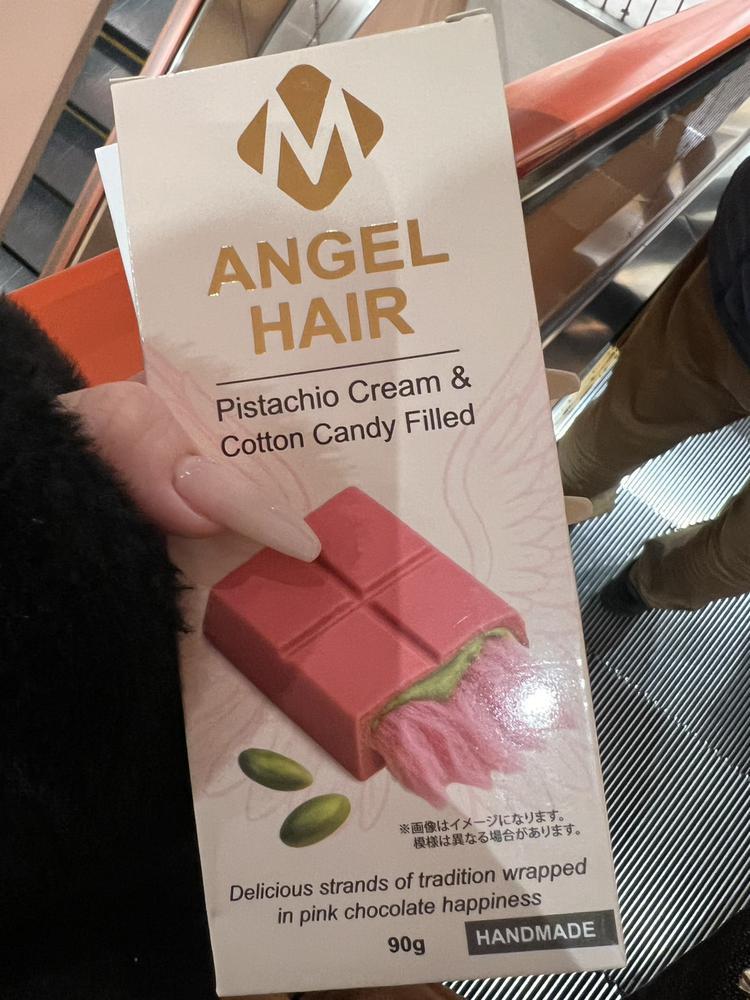 M
ANGEL
HAIR
Pistachio Cream &
Cotton Candy Filled
※画像はイメージになります。
模様は異なる場合があります。
Delicious strands of tradition wrapped
in pink chocolate happiness
90g
HANDMADE